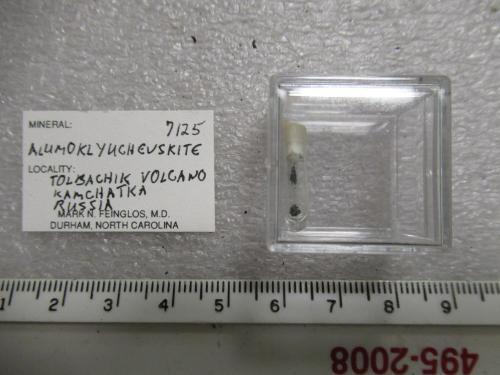 MINERAL: 7125
ALUMOKLYUCHEVSKITE
LOCALITY:
TOLBACHIK VOLCANO
KAMCHATKA
RUSSIA
MARK N. FEINGLOS, M.D.
DURHAM, NORTH CAROLINA
1 2 3 4 5 6 7 8 9
495-2008